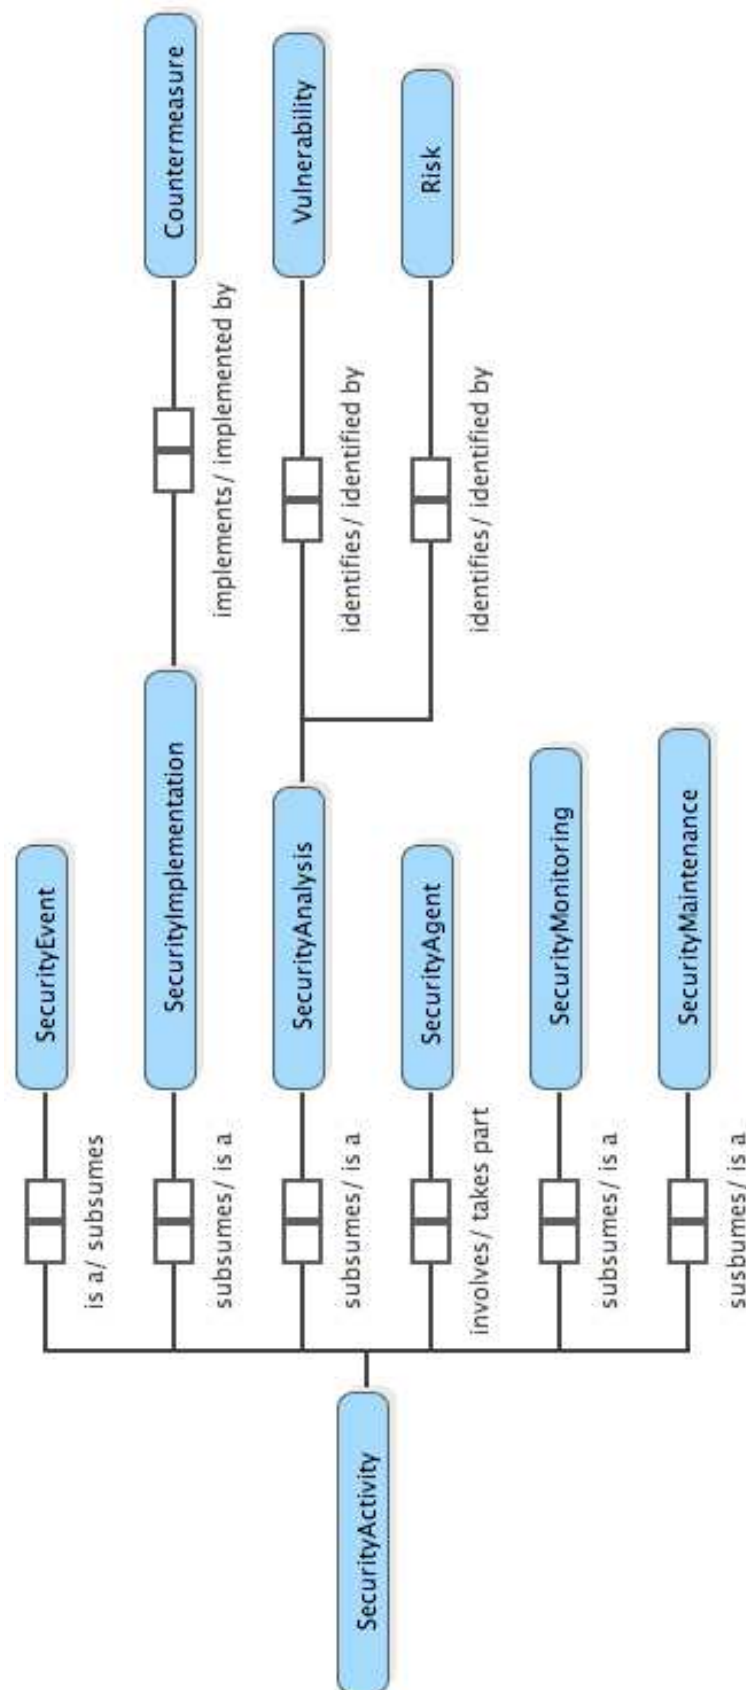 SecurityActivity
is a/ subsumes
SecurityEvent
subsumes/ is a
SecurityImplementation
implements/ implemented by
Countermeasure
subsumes/ is a
SecurityAnalysis
identifies/ identified by
Vulnerability
identifies/ identified by
Risk
involves/ takes part
SecurityAgent
subsumes/ is a
SecurityMonitoring
susbumes/ is a
SecurityMaintenance